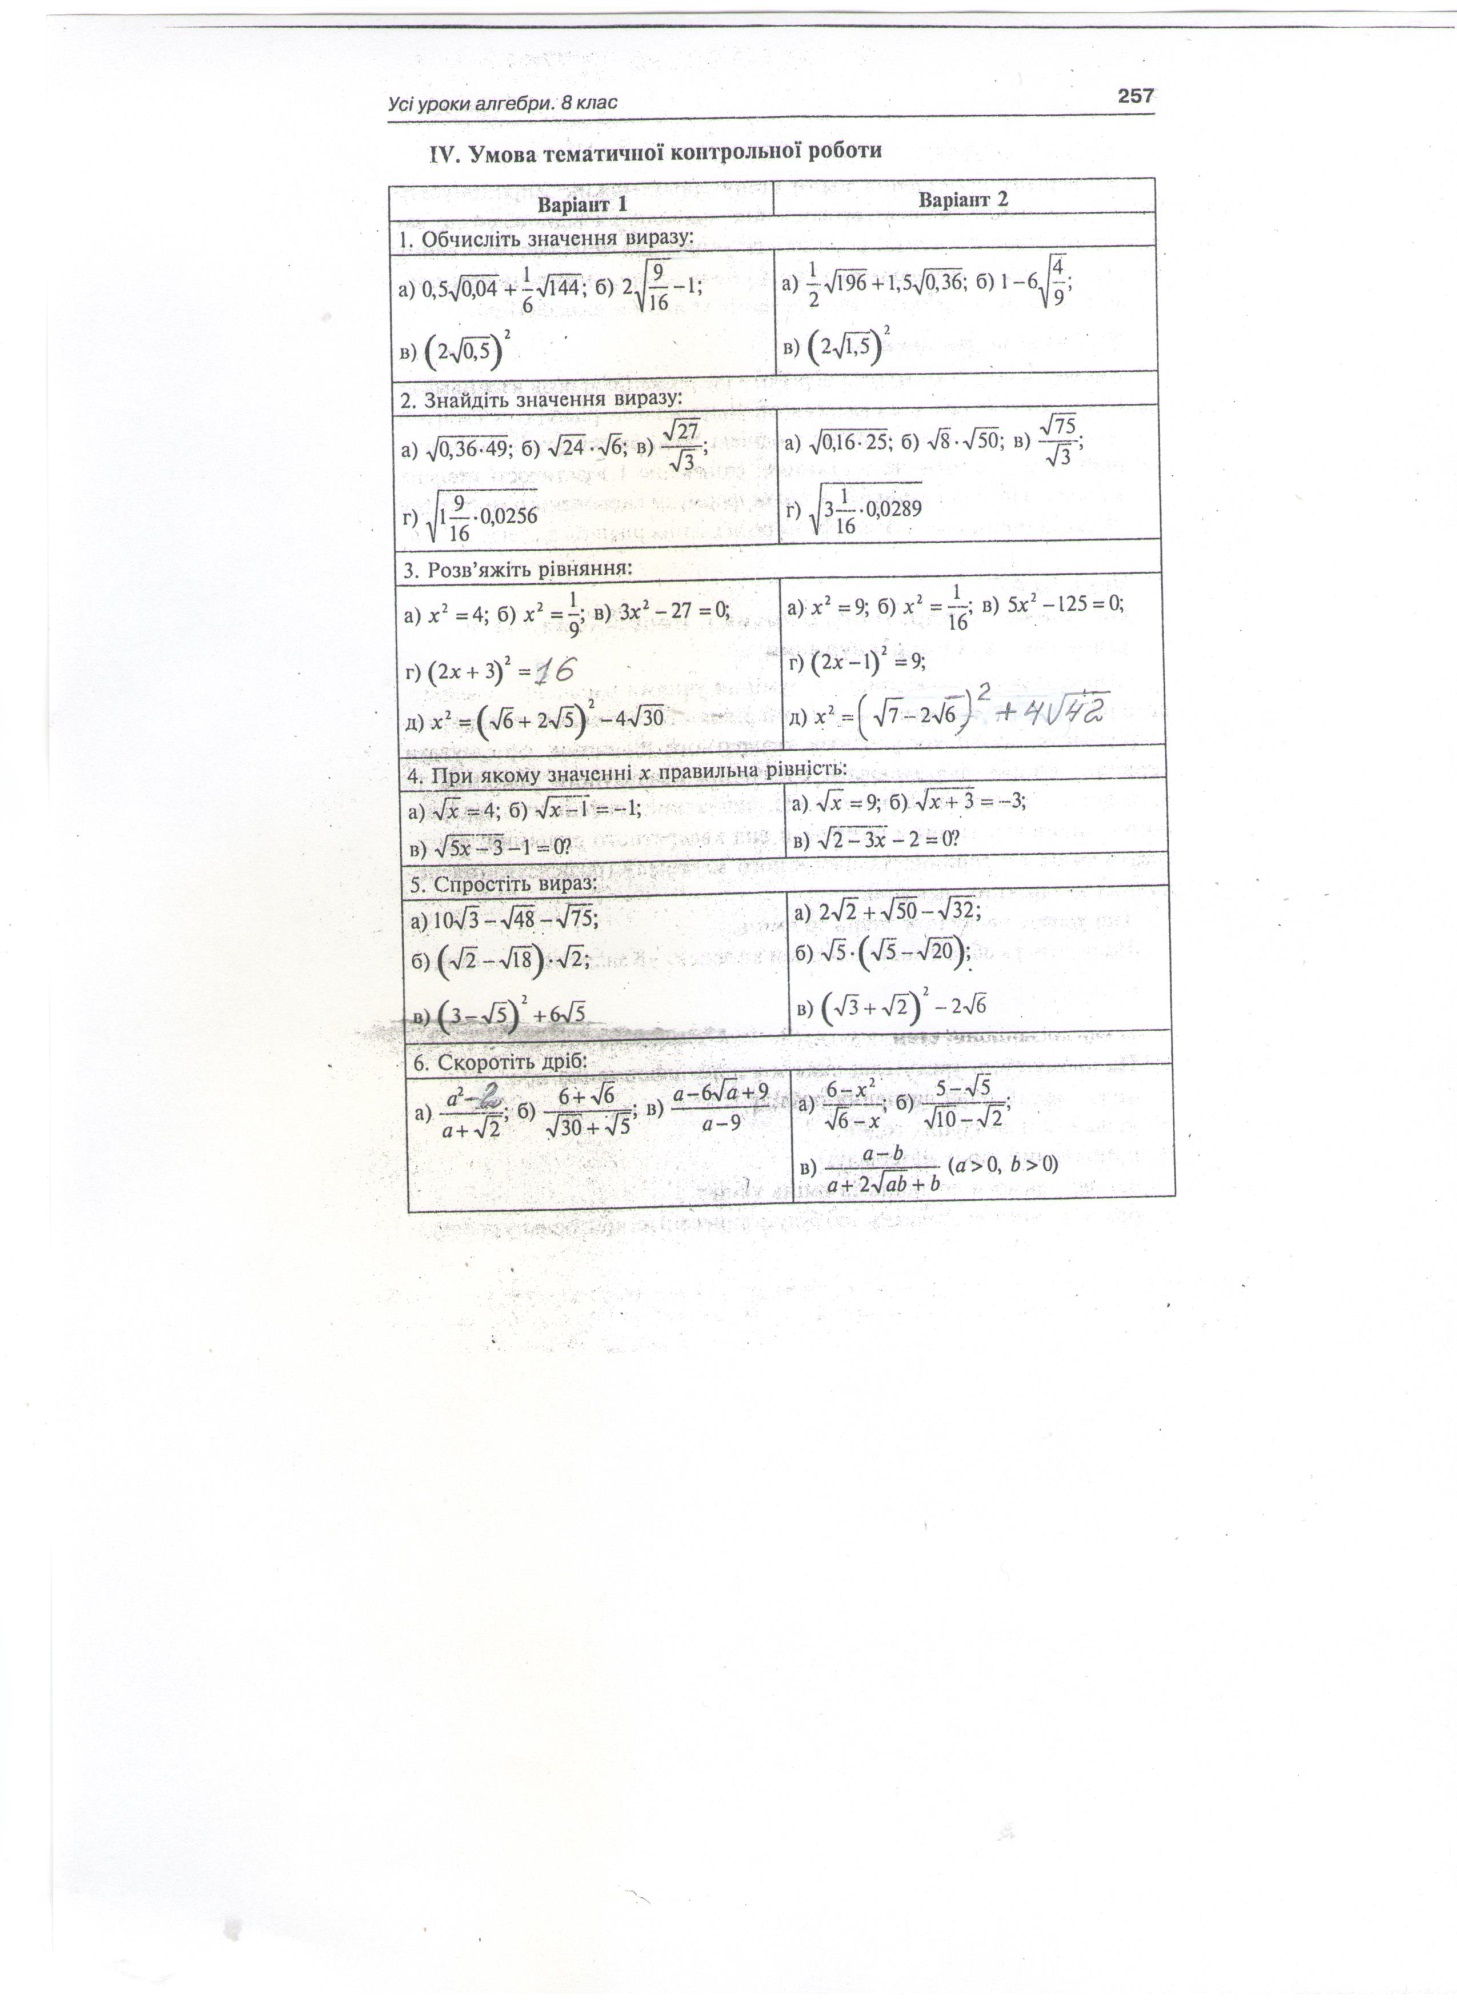 Усі уроки алгебри. 8 клас 257
IV. Умова тематичної контрольної роботи
Варіант 1 Варіант 2
1. Обчисліть значення виразу:
а) 0,5√0,04 + 1/6 √144; б) 2√(9/16) − 1; а) 1/2 √196 + 1,5√0,36; б) 1 − 6√(4/9);
в) (2√0,5)² в) (2√1,5)²
2. Знайдіть значення виразу:
а) √(0,36·49); б) √24·√6; в) √27/√3; а) √(0,16·25); б) √8·√50; в) √75/√3;
г) √(1 9/16 · 0,0256) г) √(3 1/16 · 0,0289)
3. Розв’яжіть рівняння:
а) x² = 4; б) x² = 1/9; в) 3x² − 27 = 0; а) x² = 9; б) x² = 1/16; в) 5x² − 125 = 0;
г) (2x + 3)² = 16 г) (2x − 1)² = 9;
д) x² = (√6 + 2√5)² − 4√30 д) x² = (√7 − 2√6)² + 4√42
4. При якому значенні x правильна рівність:
а) √x = 4; б) √(x−1) = −1; а) √x = 9; б) √(x+3) = −3;
в) √(5x−3) − 1 = 0? в) √(2−3x) − 2 = 0?
5. Спростіть вираз:
а) 10√3 − √48 − √75; а) 2√2 + √50 − √32;
б) (√2 − √18)·√2; б) √5·(√5 − √20);
в) (3 − √5)² + 6√5 в) (√3 + √2)² − 2√6
6. Скоротіть дріб:
а) (a² − 2)/(a + √2); б) (6 + √6)/(√30 + √5); в) (a − 6√a + 9)/(a − 9) а) (6 − x²)/(√6 − x); б) (5 − √5)/(√10 − √2);
в) (a − b)/(a + 2√ab + b) (a > 0, b > 0)